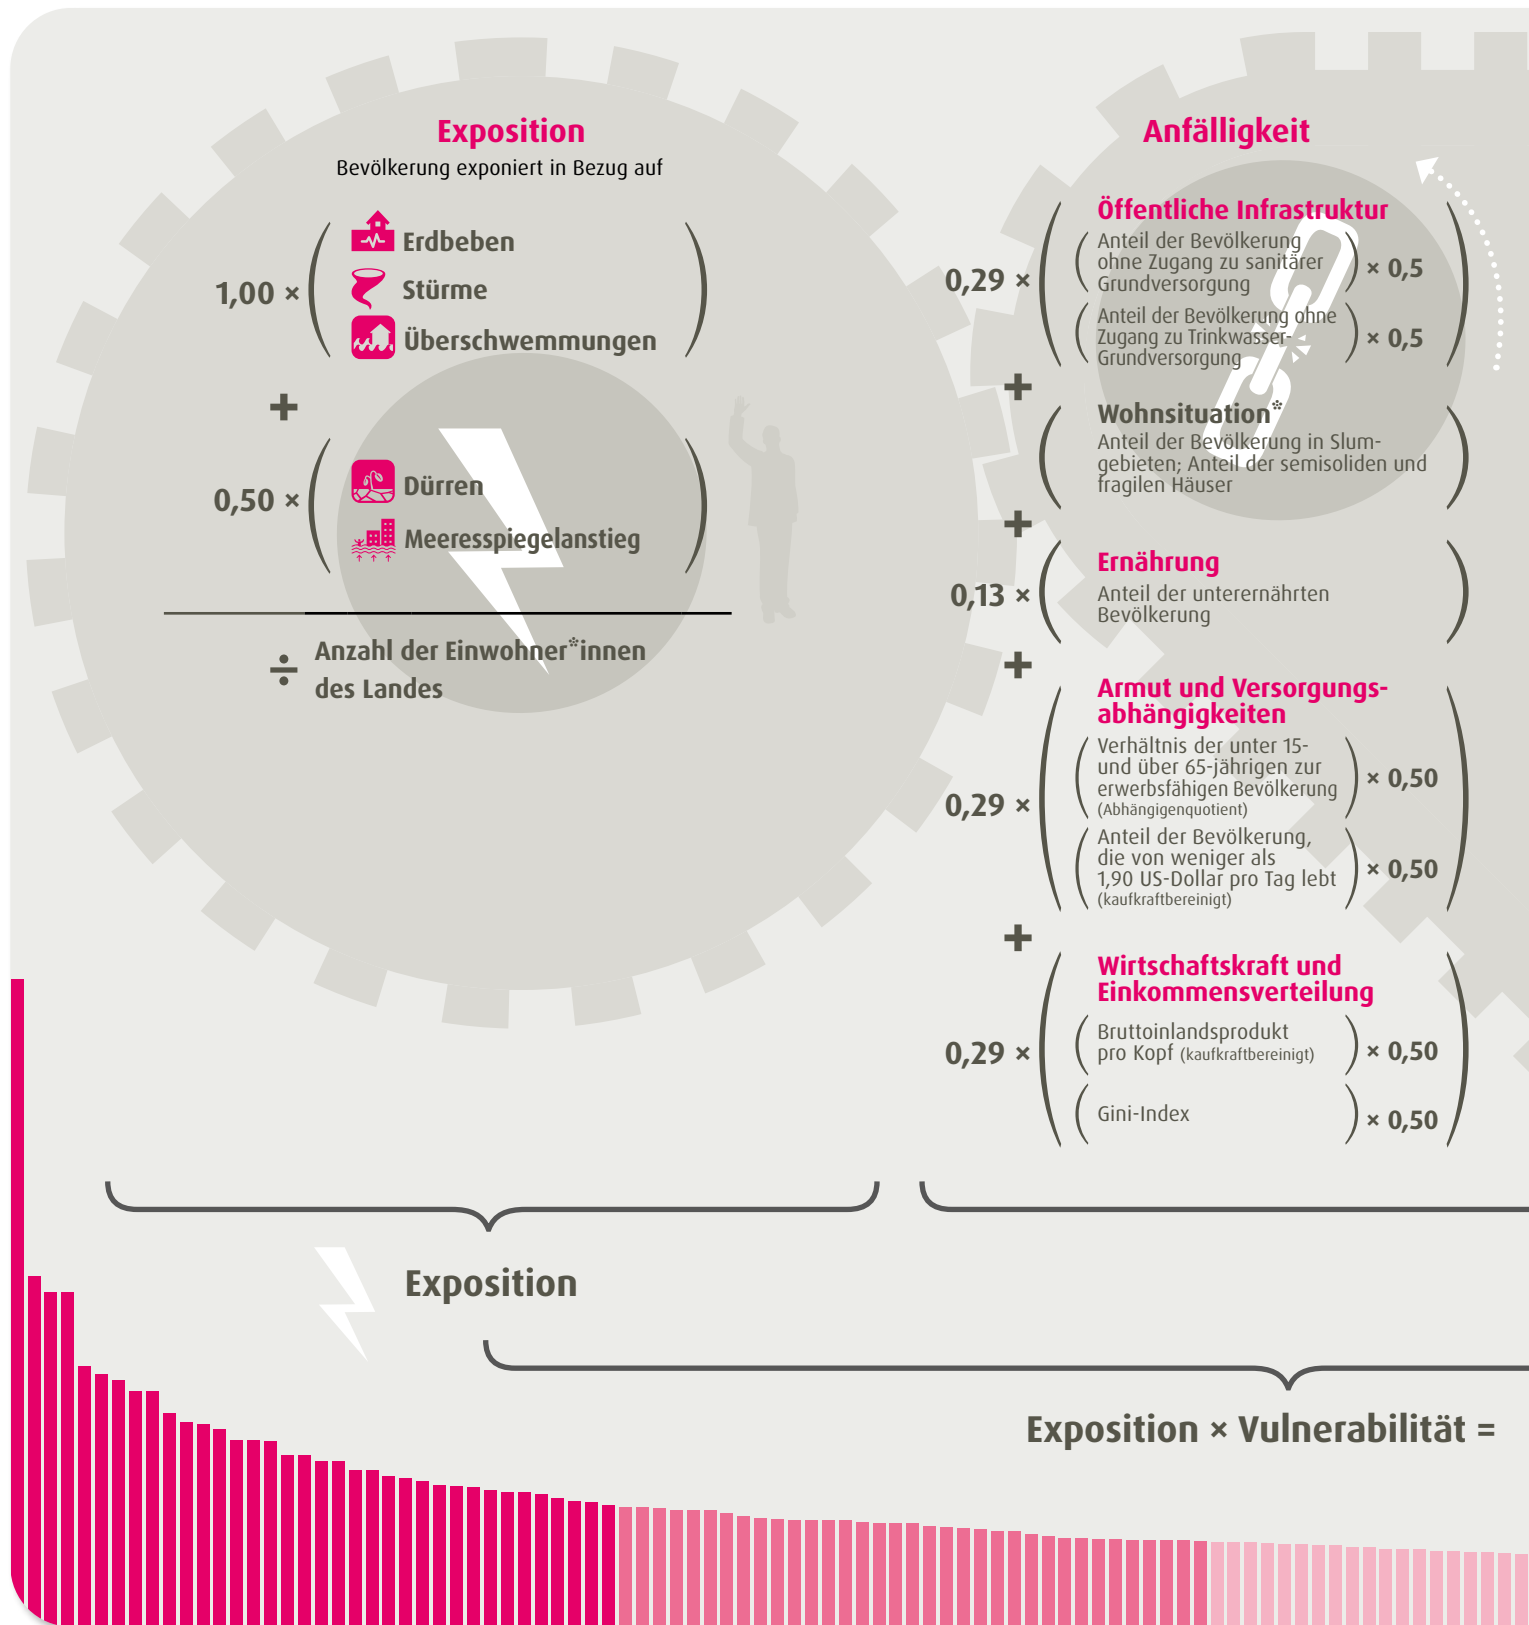 Exposition
Bevölkerung exponiert in Bezug auf
1,00 ×
Erdbeben
Stürme
Überschwemmungen
+
0,50 ×
Dürren
Meeresspiegelanstieg
÷
Anzahl der Einwohner*innen
des Landes
Anfälligkeit
0,29 ×
Öffentliche Infrastruktur
(Anteil der Bevölkerung
ohne Zugang zu sanitärer
Grundversorgung) × 0,5
(Anteil der Bevölkerung ohne
Zugang zu Trinkwasser-
Grundversorgung) × 0,5
+
Wohnsituation*
Anteil der Bevölkerung in Slum-
gebieten; Anteil der semisoliden und
fragilen Häuser
+
0,13 ×
Ernährung
Anteil der unterernährten
Bevölkerung
+
0,29 ×
Armut und Versorgungs-
abhängigkeiten
(Verhältnis der unter 15-
und über 65-jährigen zur
erwerbsfähigen Bevölkerung
(Abhängigenquotient)) × 0,50
(Anteil der Bevölkerung,
die von weniger als
1,90 US-Dollar pro Tag lebt
(kaufkraftbereinigt)) × 0,50
+
0,29 ×
Wirtschaftskraft und
Einkommensverteilung
(Bruttoinlandsprodukt
pro Kopf (kaufkraftbereinigt)) × 0,50
(Gini-Index) × 0,50
Exposition
Exposition × Vulnerabilität =